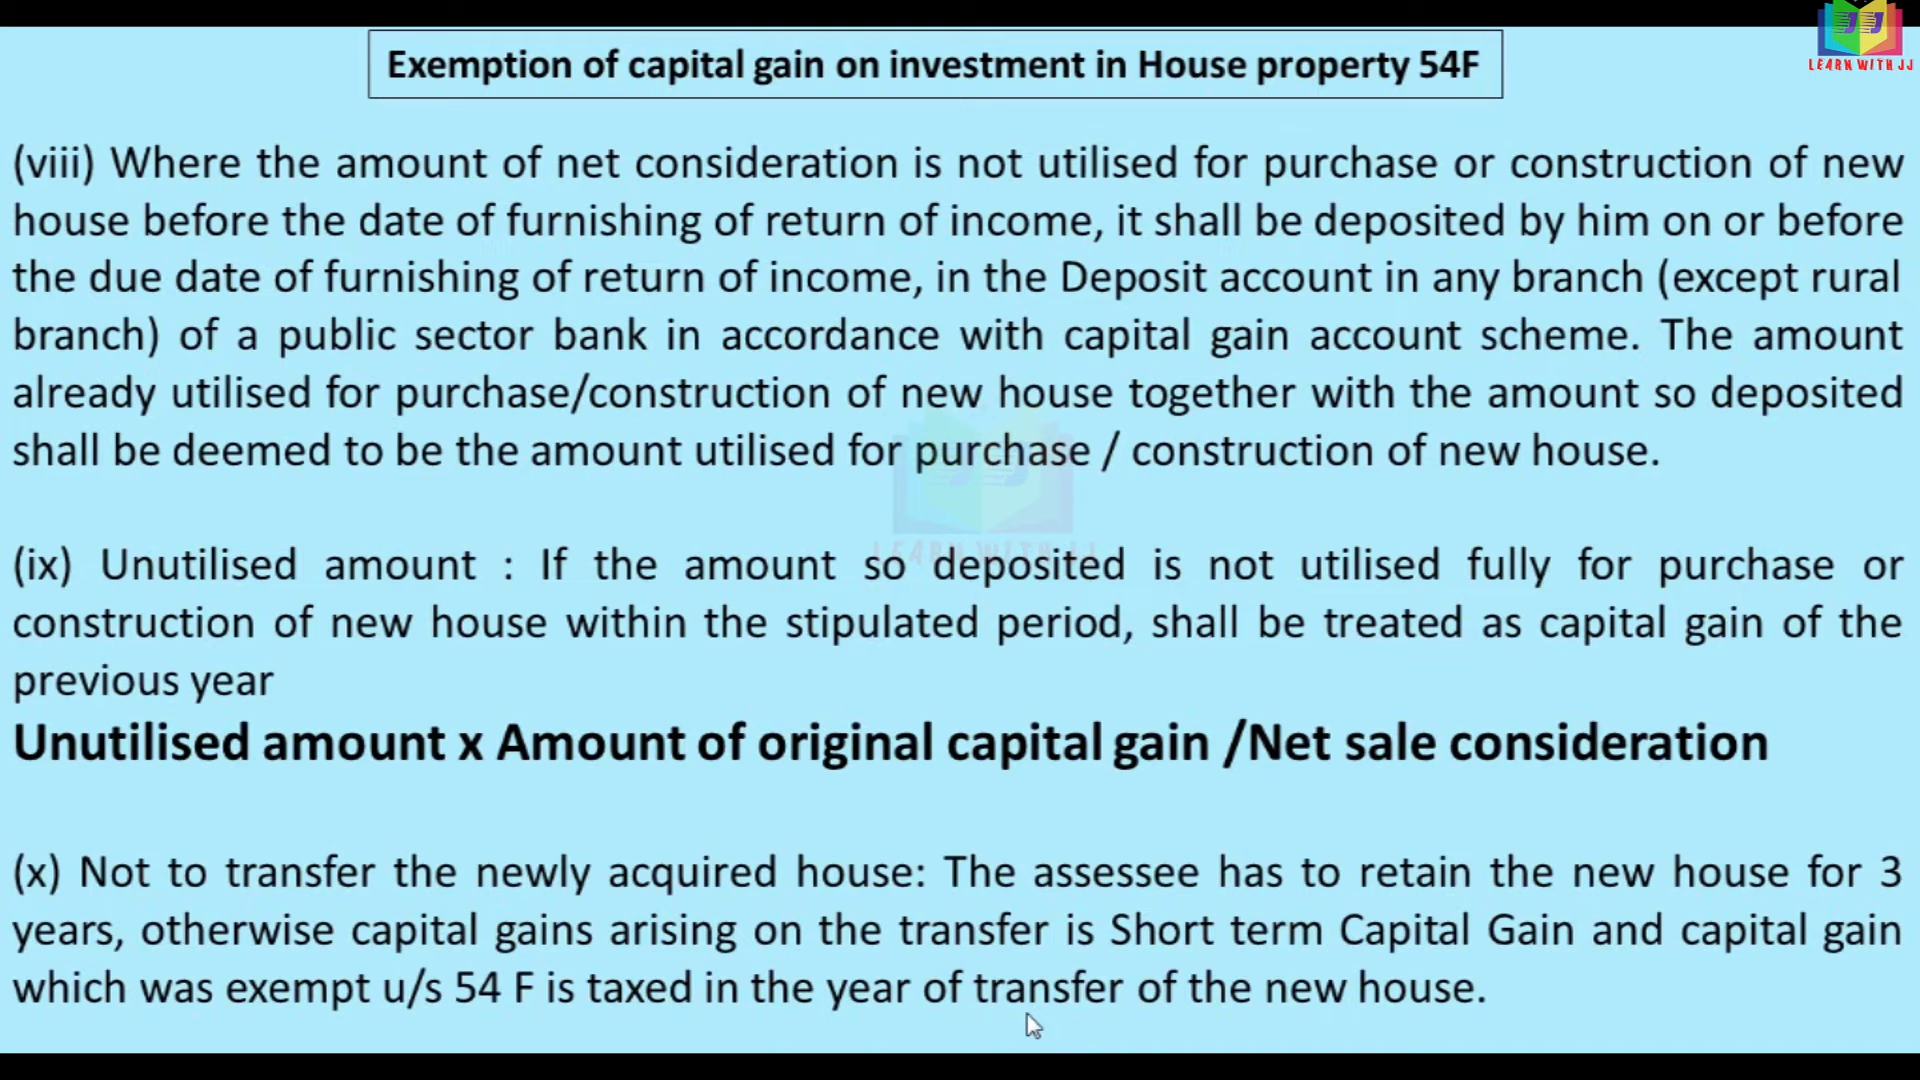 LEARN WITH JJ
Exemption of capital gain on investment in House property 54F
(viii) Where the amount of net consideration is not utilised for purchase or construction of new
house before the date of furnishing of return of income, it shall be deposited by him on or before
the due date of furnishing of return of income, in the Deposit account in any branch (except rural
branch) of a public sector bank in accordance with capital gain account scheme. The amount
already utilised for purchase/construction of new house together with the amount so deposited
shall be deemed to be the amount utilised for purchase / construction of new house.
LEARN WITH JJ
(ix) Unutilised amount : If the amount so deposited is not utilised fully for purchase or
construction of new house within the stipulated period, shall be treated as capital gain of the
previous year
Unutilised amount x Amount of original capital gain /Net sale consideration
(x) Not to transfer the newly acquired house: The assessee has to retain the new house for 3
years, otherwise capital gains arising on the transfer is Short term Capital Gain and capital gain
which was exempt u/s 54 F is taxed in the year of transfer of the new house.